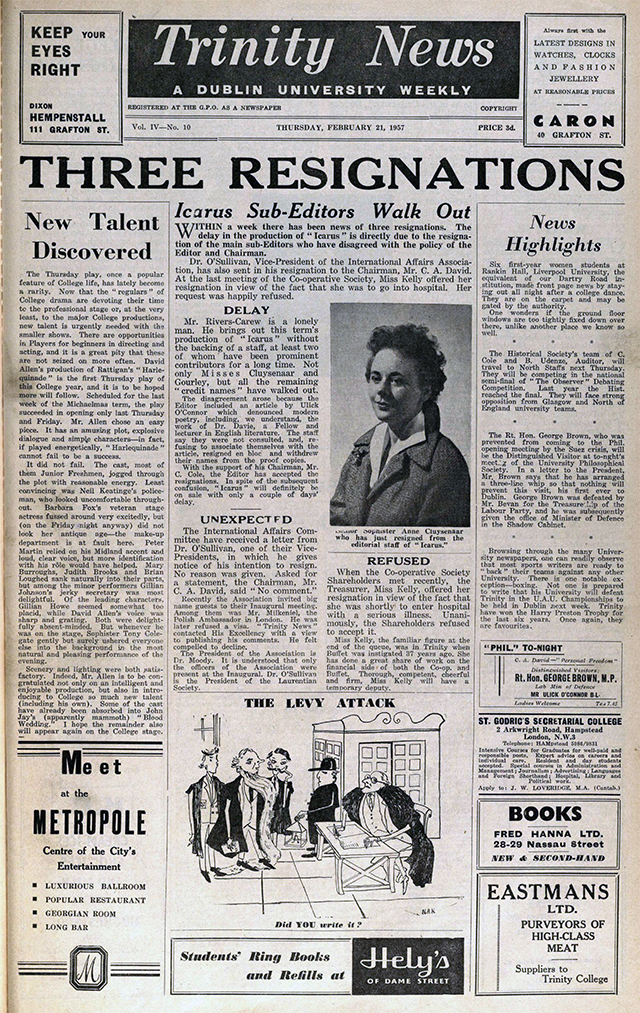 KEEP YOUR
EYES
RIGHT
DIXON
HEMPENSTALL
111 GRAFTON ST.
Trinity News
A DUBLIN UNIVERSITY WEEKLY
REGISTERED AT THE G.P.O. AS A NEWSPAPER
COPYRIGHT
Vol. IV—No. 10
THURSDAY, FEBRUARY 21, 1957
PRICE 3d.
Always first with the
LATEST DESIGNS IN
WATCHES, CLOCKS
AND FASHION
JEWELLERY
AT REASONABLE PRICES
CARON
40 GRAFTON ST.
THREE RESIGNATIONS
New Talent
Discovered
The Thursday play, once a popular
feature of College life, has lately become
a rarity. Now that the "regulars" of
College drama are devoting their time
to the professional stage or, at the very
least, to the major College productions,
new talent is urgently needed with the
smaller shows. There are opportunities
in Players for beginners in directing and
acting, and it is a great pity that these
are not seized on more often. David
Allen's production of Rattigan's "Harle-
quinade" is the first Thursday play of
this College year, and it is to be hoped
more will follow. Scheduled for the last
week of the Michaelmas term, the play
succeeded in opening only last Thursday
and Friday. Mr. Allen chose an easy
piece. It has an amusing plot, explosive
dialogue and simple characters—in fact,
if played energetically, "Harlequinade"
cannot fail to be a success.
It did not fail. The cast, most of
them Junior Freshmen, jogged through
the plot with reasonable energy. Least
convincing was Neil Keatinge's police-
man, who looked uncomfortable through-
out. Barbara Fox's veteran stage
actress fussed around very excitedly, but
(on the Friday night anyway) did not
look her antique age—the make-up
department is at fault here. Peter
Martin relied on his Midland accent and
loud, clear voice, but more identification
with his role would have helped. Mary
Burroughs, Judith Brooks and Brian
Loughed sank naturally into their parts,
but among the minor performers Gillian
Johnson's jerky secretary was most
delightful. Of the leading characters,
Gillian Howe seemed somewhat too
placid, while David Allen's voice was
sharp and grating. Both were delight-
fully absent-minded. But whenever he
was on the stage, Sophister Tony Cole-
gate gently but surely ushered everyone
else into the background in the most
natural and pleasing performance of the
evening.
Scenery and lighting were both satis-
factory. Indeed, Mr. Allen is to be con-
gratulated not only on an intelligent and
enjoyable production, but also in intro-
ducing to College so much new talent
(including his own). Some of the cast
have already been absorbed into John
Jay's (apparently mammoth) "Blood
Wedding." I hope the remainder also
will appear again on the College stage.
Meet
at the
METROPOLE
Centre of the City's
Entertainment
LUXURIOUS BALLROOM
POPULAR RESTAURANT
GEORGIAN ROOM
LONG BAR
M
Icarus Sub-Editors Walk Out
WITHIN a week there has been news of three resignations. The
delay in the production of "Icarus" is directly due to the resigna-
tion of the main sub-Editors who have disagreed with the policy of the
Editor and Chairman.
Dr. O'Sullivan, Vice-President of the International Affairs Associa-
tion, has also sent in his resignation to the Chairman, Mr. C. A. David.
At the last meeting of the Co-operative Society, Miss Kelly offered her
resignation in view of the fact that she was to go into hospital. Her
request was happily refused.
DELAY
Mr. Rivers-Carew is a lonely
man. He brings out this term's
production of "Icarus" without
the backing of a staff, at least two
of whom have been prominent
contributors for a long time. Not
only Misses Cluysenaar and
Gourley, but all the remaining
"credit names" have walked out.
The disagreement arose because the
Editor included an article by Ulick
O'Connor which denounced modern
poetry, including, we understand, the
work of Dr. Davie, a Fellow and
lecturer in English literature. The staff
say they were not consulted, and, re-
fusing to associate themselves with the
article, resigned en bloc and withdrew
their names from the proof copies.
With the support of his Chairman, Mr.
C. Cole, the Editor has accepted the
resignations. In spite of the subsequent
confusion, "Icarus" will definitely be
on sale with only a couple of days'
delay.
UNEXPECTED
The International Affairs Com-
mittee have received a letter from
Dr. O'Sullivan, one of their Vice-
Presidents, in which he gives
notice of his intention to resign.
No reason was given. Asked for
a statement, the Chairman, Mr.
C. A. David, said "No comment."
Recently the Association invited big
name guests to their Inaugural meeting.
Among them was Mr. Milkenel, the
Polish Ambassador in London. He was
later refused a visa. "Trinity News"
contacted His Excellency with a view
to publishing his comments. He felt
compelled to decline.
The President of the Association is
Dr. Moody. It is understood that only
the officers of the Association were
present at the Inaugural. Dr. O'Sullivan
is the President of the Laurentian
Society.
Sophister Anne Cluysenaar
who has just resigned from the
editorial staff of "Icarus."
REFUSED
When the Co-operative Society
Shareholders met recently, the
Treasurer, Miss Kelly, offered her
resignation in view of the fact that
she was shortly to enter hospital
with a serious illness. Unani-
mously, the Shareholders refused
to accept it.
Miss Kelly, the familiar figure at the
end of the queue, was in Trinity when
Buffet was instigated 37 years ago. She
has done a great share of work on the
financial side of both the Co-op. and
Buffet. Thorough, competent, cheerful
and firm, Miss Kelly will have a
temporary deputy.
THE LEVY ATTACK
Did YOU write it?
Students' Ring Books
and Refills at
Hely's
OF DAME STREET
News
Highlights
Six first-year women students at
Rankin Hall, Liverpool University, the
equivalent of our Dartry Road in-
stitution, made front page news by stay-
ing out all night after a college dance.
They are on the carpet and may be
gated by the authority.
One wonders if the ground floor
windows are too tightly fixed down over
there, unlike another place we know so
well.
The Historical Society's team of C.
Cole and B. Udenze, Auditor, will
travel to North Staffs next Thursday.
They will be competing in the national
semi-final of "The Observer" Debating
Competition. Last year the Hist.
reached the final. They will face strong
opposition from Glasgow and North of
England university teams.
The Rt. Hon. George Brown, who was
prevented from coming to the Phil.
opening meeting by the Suez crisis, will
be the Distinguished Visitor at to-night's
meeting of the University Philosophical
Society. In a letter to the President,
Mr. Brown says that he has arranged
a three-line whip so that nothing will
prevent this visit, his first ever to
Dublin. George Brown was defeated by
Mr. Bevan for the Treasurership of the
Labour Party, and he was subsequently
given the office of Minister of Defence
in the Shadow Cabinet.
Browsing through the many Univer-
sity newspapers, one can readily observe
that most sports writers are ready to
"back" their teams against any other
University. There is one notable ex-
ception—boxing. Not one is prepared
to write that his University will defeat
Trinity in the U.A.U. Championships to
be held in Dublin next week. Trinity
have won the Harry Preston Trophy for
the last six years. Once again, they
are favourites.
"PHIL." TO-NIGHT
C. A. David—"Personal Freedom"
Distinguished Visitors:
Rt. Hon. GEORGE BROWN, M.P.
Lab Min of Defence
MR ULICK O'CONNOR B.L.
Ladies Welcome Tea 7.45
ST. GODRIC'S SECRETARIAL COLLEGE
2 Arkwright Road, Hampstead
London, N.W.3
Telephone: HAMpstead 5986/9831
Intensive Courses for Graduates for well-paid and
responsible posts. Expert advice on careers and
individual care. Resident and day students
accepted. Special courses in Administration and
Management; Journalism; Advertising; Languages
and Foreign Shorthand; Hospital, Library and
Political work.
Apply to: J. W. LOVERIDGE, M.A. (Cantab.)
BOOKS
FRED HANNA LTD.
28-29 Nassau Street
NEW & SECOND-HAND
EASTMANS
LTD.
PURVEYORS OF
HIGH-CLASS
MEAT
Suppliers to
Trinity College